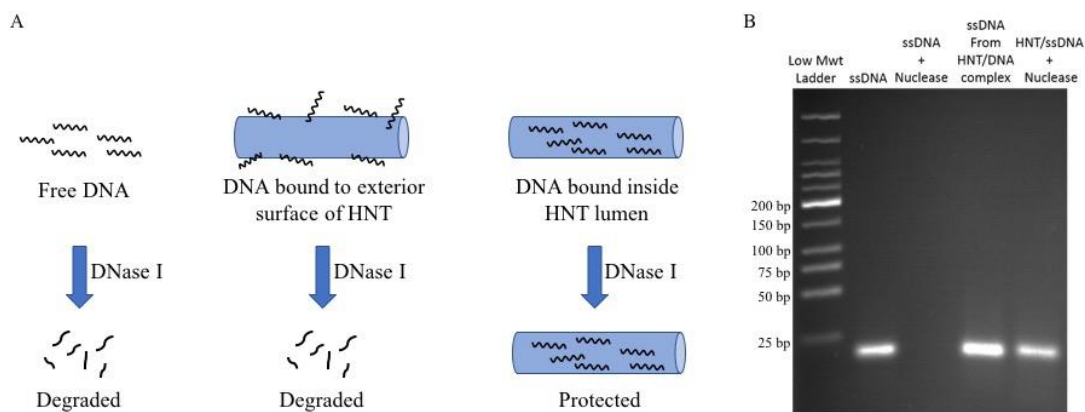 A
Free DNA
DNA bound to exterior
surface of HNT
DNA bound inside
HNT lumen
DNase I
DNase I
DNase I
Degraded
Degraded
Protected
B
Low Mwt
Ladder
ssDNA
ssDNA
+
Nuclease
ssDNA
From
HNT/DNA
complex
HNT/ssDNA
+
Nuclease
200 bp
150 bp
100 bp
75 bp
50 bp
25 bp